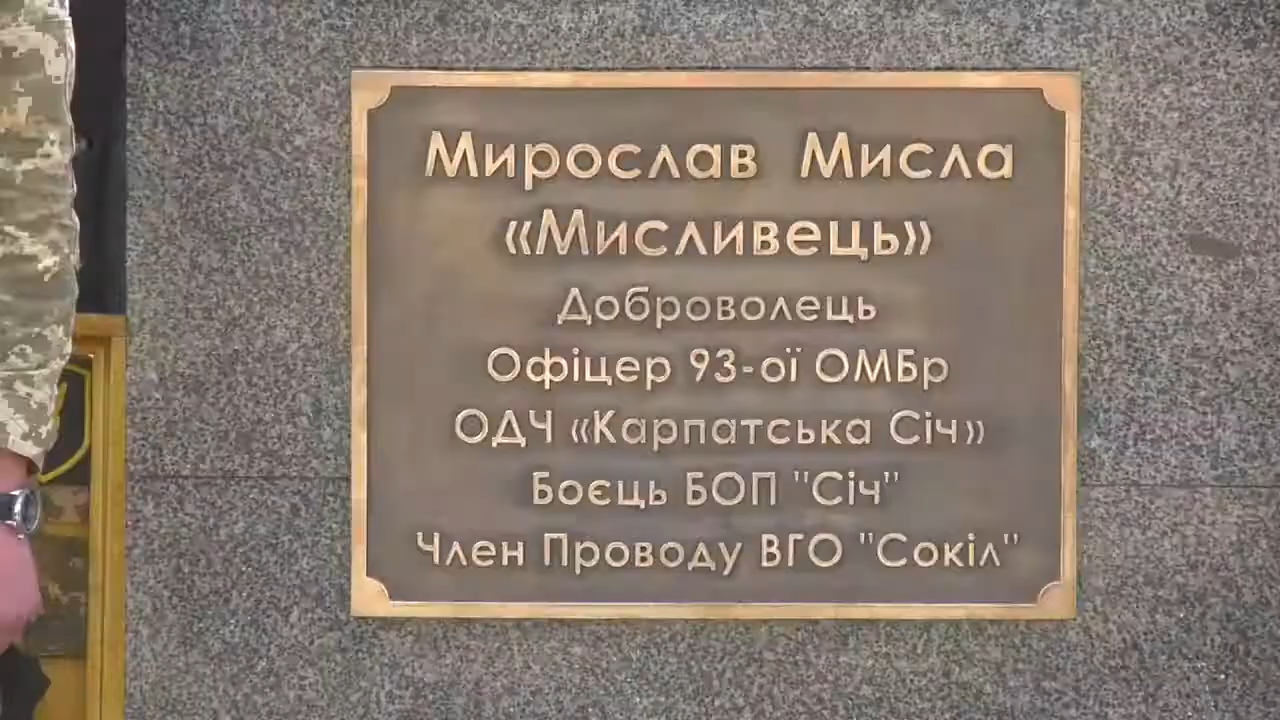 Мирослав Мисла
«Мисливець»
Доброволець
Офіцер 93-ої ОМБр
ОДЧ «Карпатська Січ»
Боєць БОП "Січ"
Член Проводу ВГО "Сокіл"